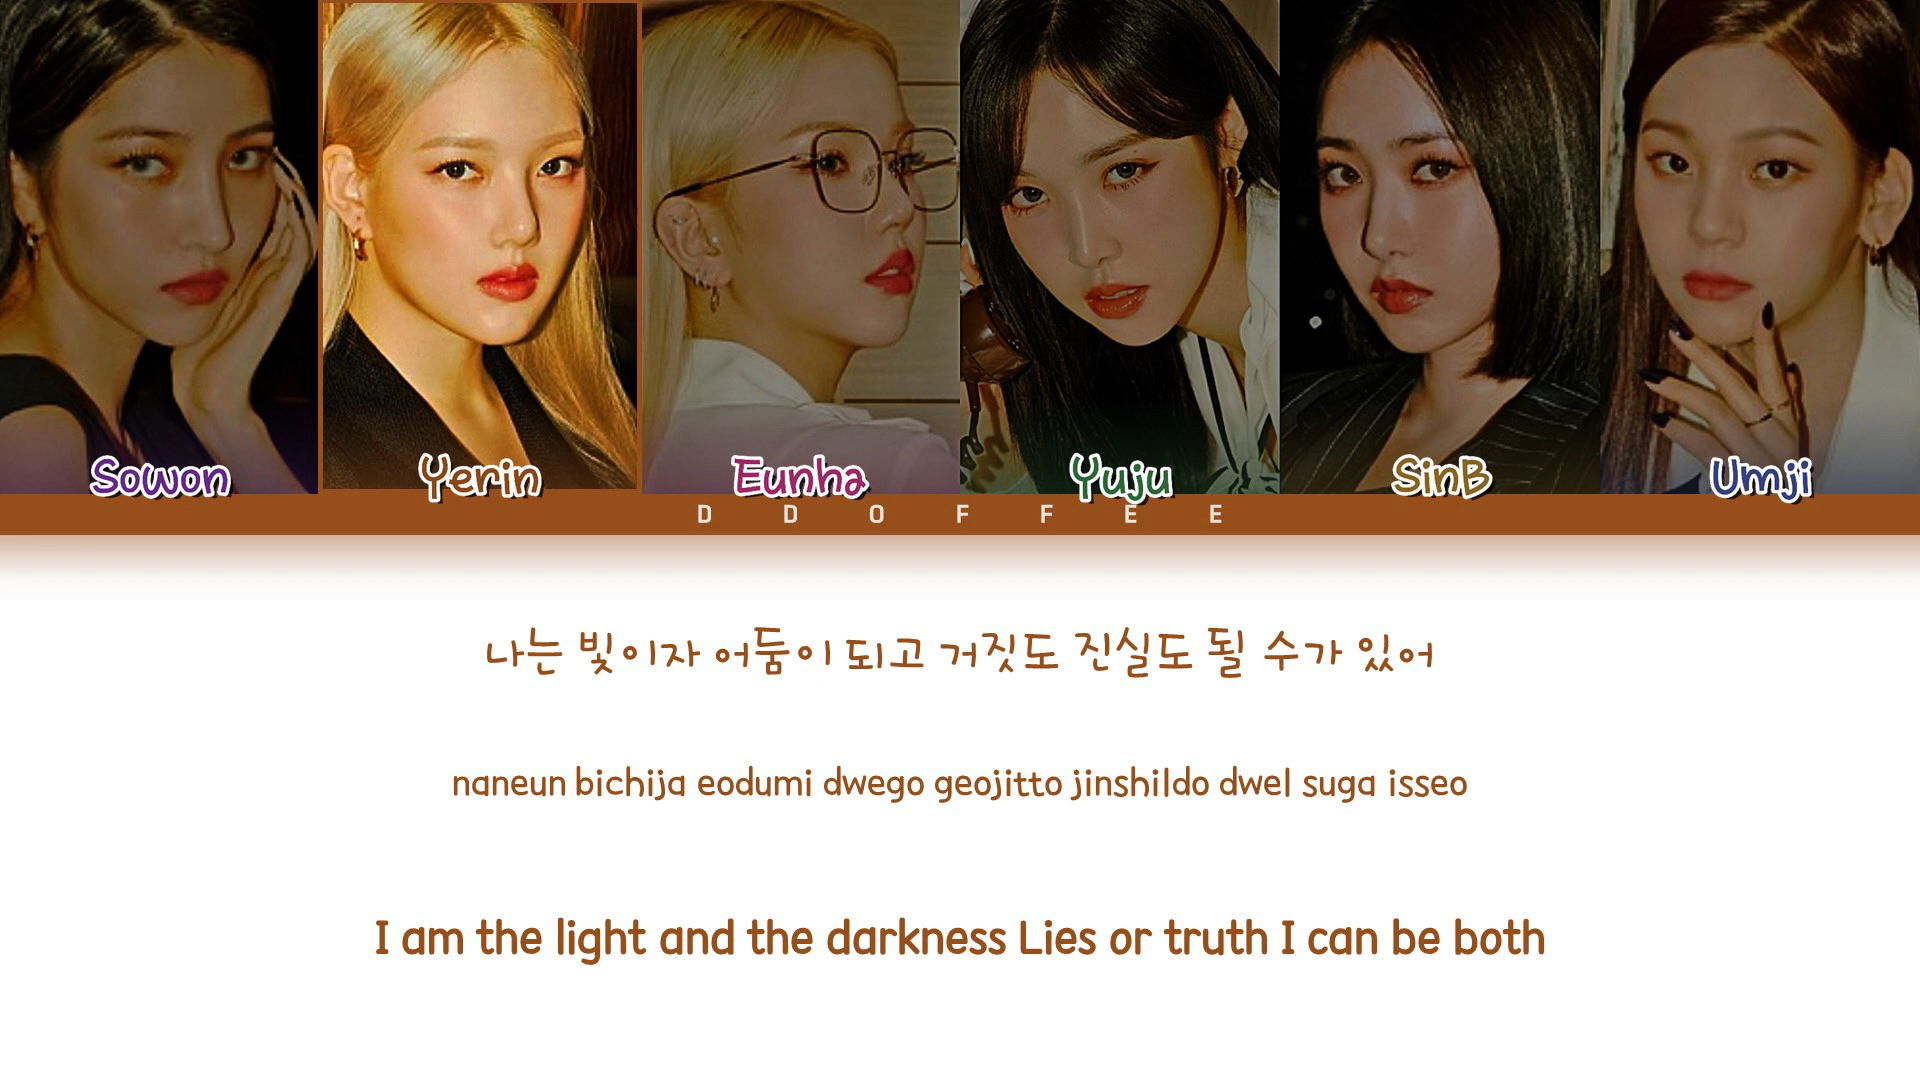 Sowon Yerin Eunha Yuju SinB Umji
DDOFFEE
나는 빛이자 어둠이 되고 거짓도 진실도 될 수가 있어
naneun bichija eodumi dwego geojitto jinshildo dwel suga isseo
I am the light and the darkness Lies or truth I can be both